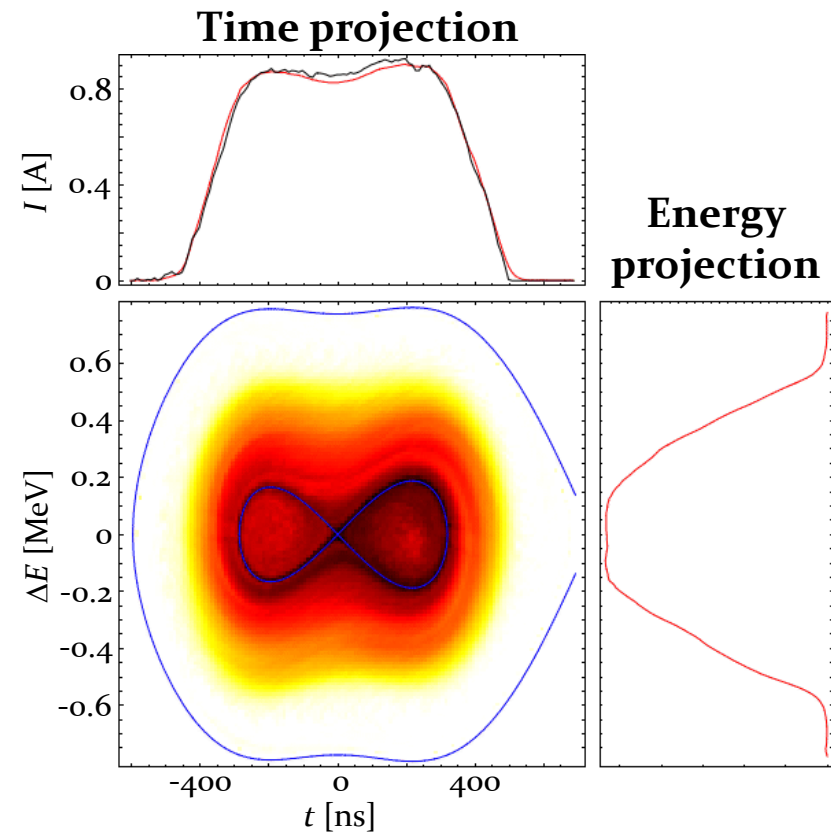 Time projection
0.8
0.4
0
I [A]
Energy
projection
0.6
0.4
0.2
0
-0.2
-0.4
-0.6
ΔE [MeV]
-400 0 400
t [ns]